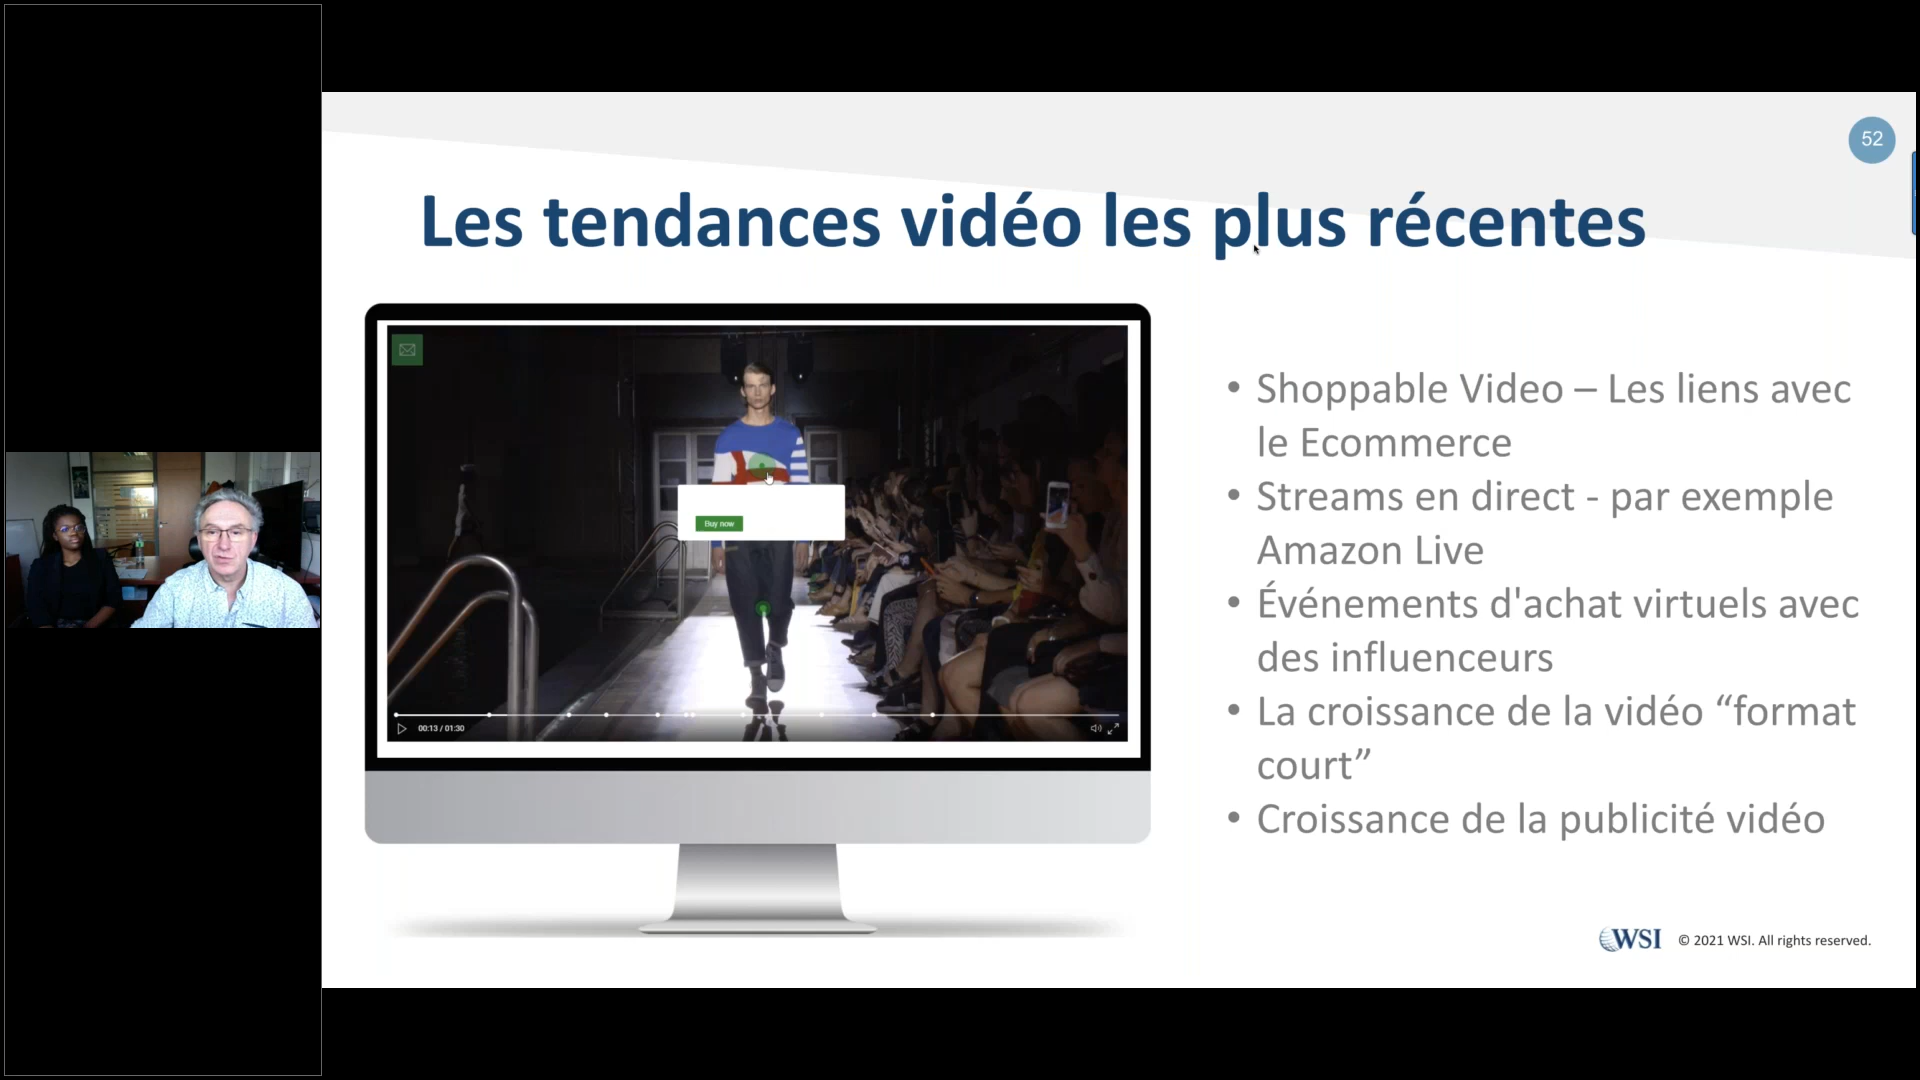 52
Les tendances vidéo les plus récentes
Buy now
00:13 / 01:30
• Shoppable Video – Les liens avec
le Ecommerce
• Streams en direct - par exemple
Amazon Live
• Événements d'achat virtuels avec
des influenceurs
• La croissance de la vidéo “format
court”
• Croissance de la publicité vidéo
WSI © 2021 WSI. All rights reserved.